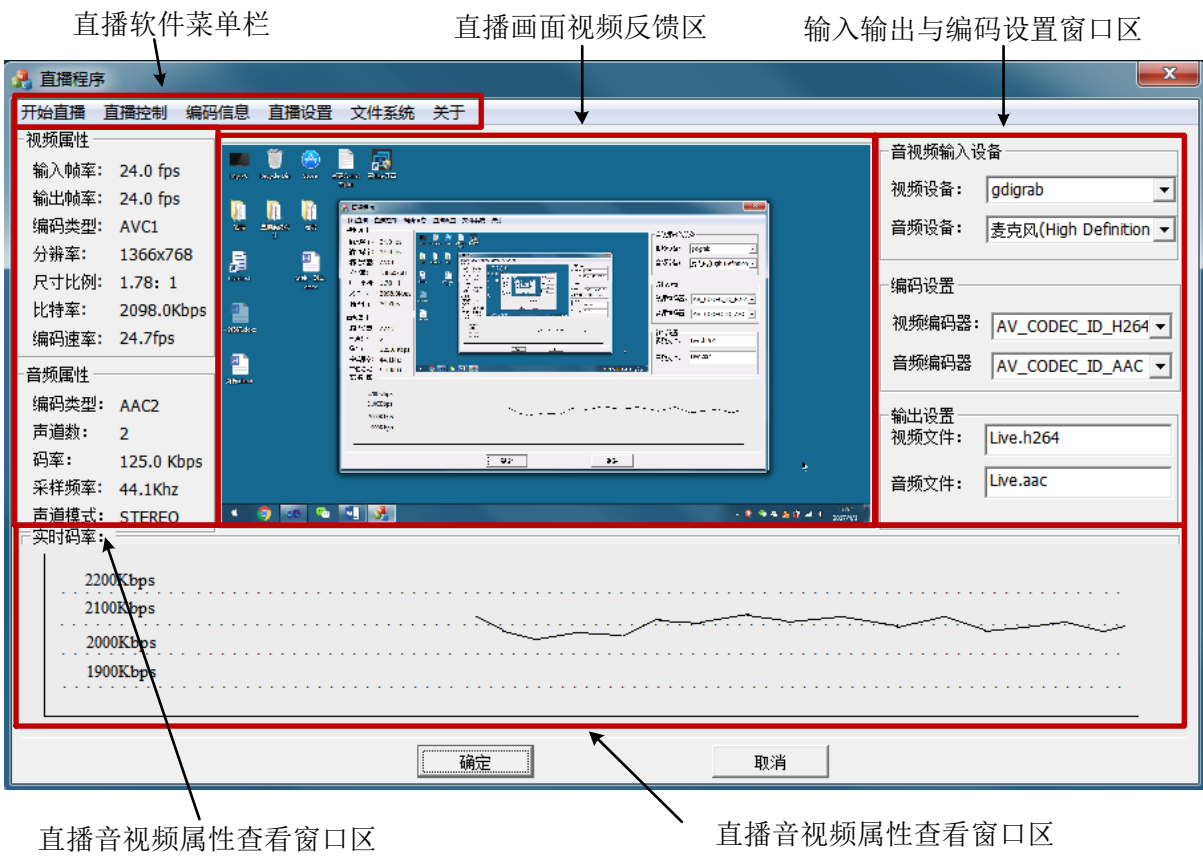 直播软件菜单栏
直播画面视频反馈区
输入输出与编码设置窗口区
直播程序
开始直播 直播控制 编码信息 直播设置 文件系统 关于
视频属性
输入帧率: 24.0 fps
输出帧率: 24.0 fps
编码类型: AVC1
分辨率: 1366x768
尺寸比例: 1.78: 1
比特率: 2098.0Kbps
编码速率: 24.7fps
音频属性
编码类型: AAC2
声道数: 2
码率: 125.0 Kbps
采样频率: 44.1Khz
声道模式: STEREO
音视频输入设备
视频设备: gdigrab
音频设备: 麦克风,(High Definition
编码设置
视频编码器: AV_CODEC_ID_H264
音频编码器 AV_CODEC_ID_AAC
输出设置
视频文件: Live.h264
音频文件: Live.aac
实时码率:
2200Kbps
2100Kbps
2000Kbps
1900Kbps
确定
取消
直播音视频属性查看窗口区
直播音视频属性查看窗口区